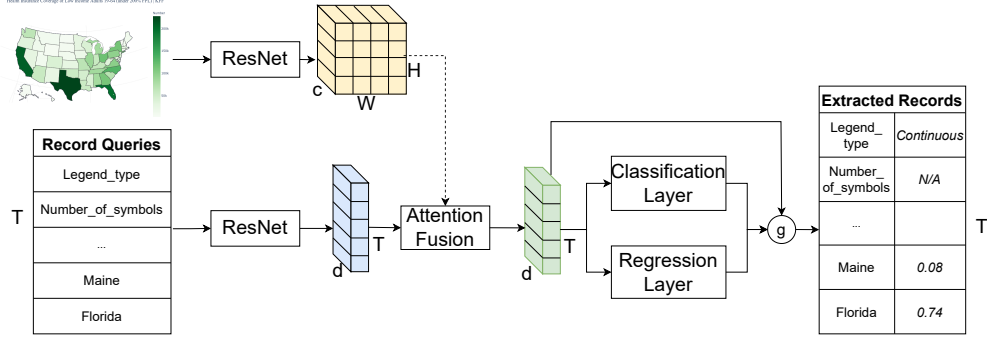 ResNet
c
W
H
T
Record Queries
Legend_type
Number_of_symbols
...
Maine
Florida
ResNet
d
T
Attention
Fusion
d
T
Classification
Layer
Regression
Layer
g
Extracted Records
Legend_
type
Continuous
Number_
of_symbols
N/A
...
Maine
0.08
Florida
0.74
T